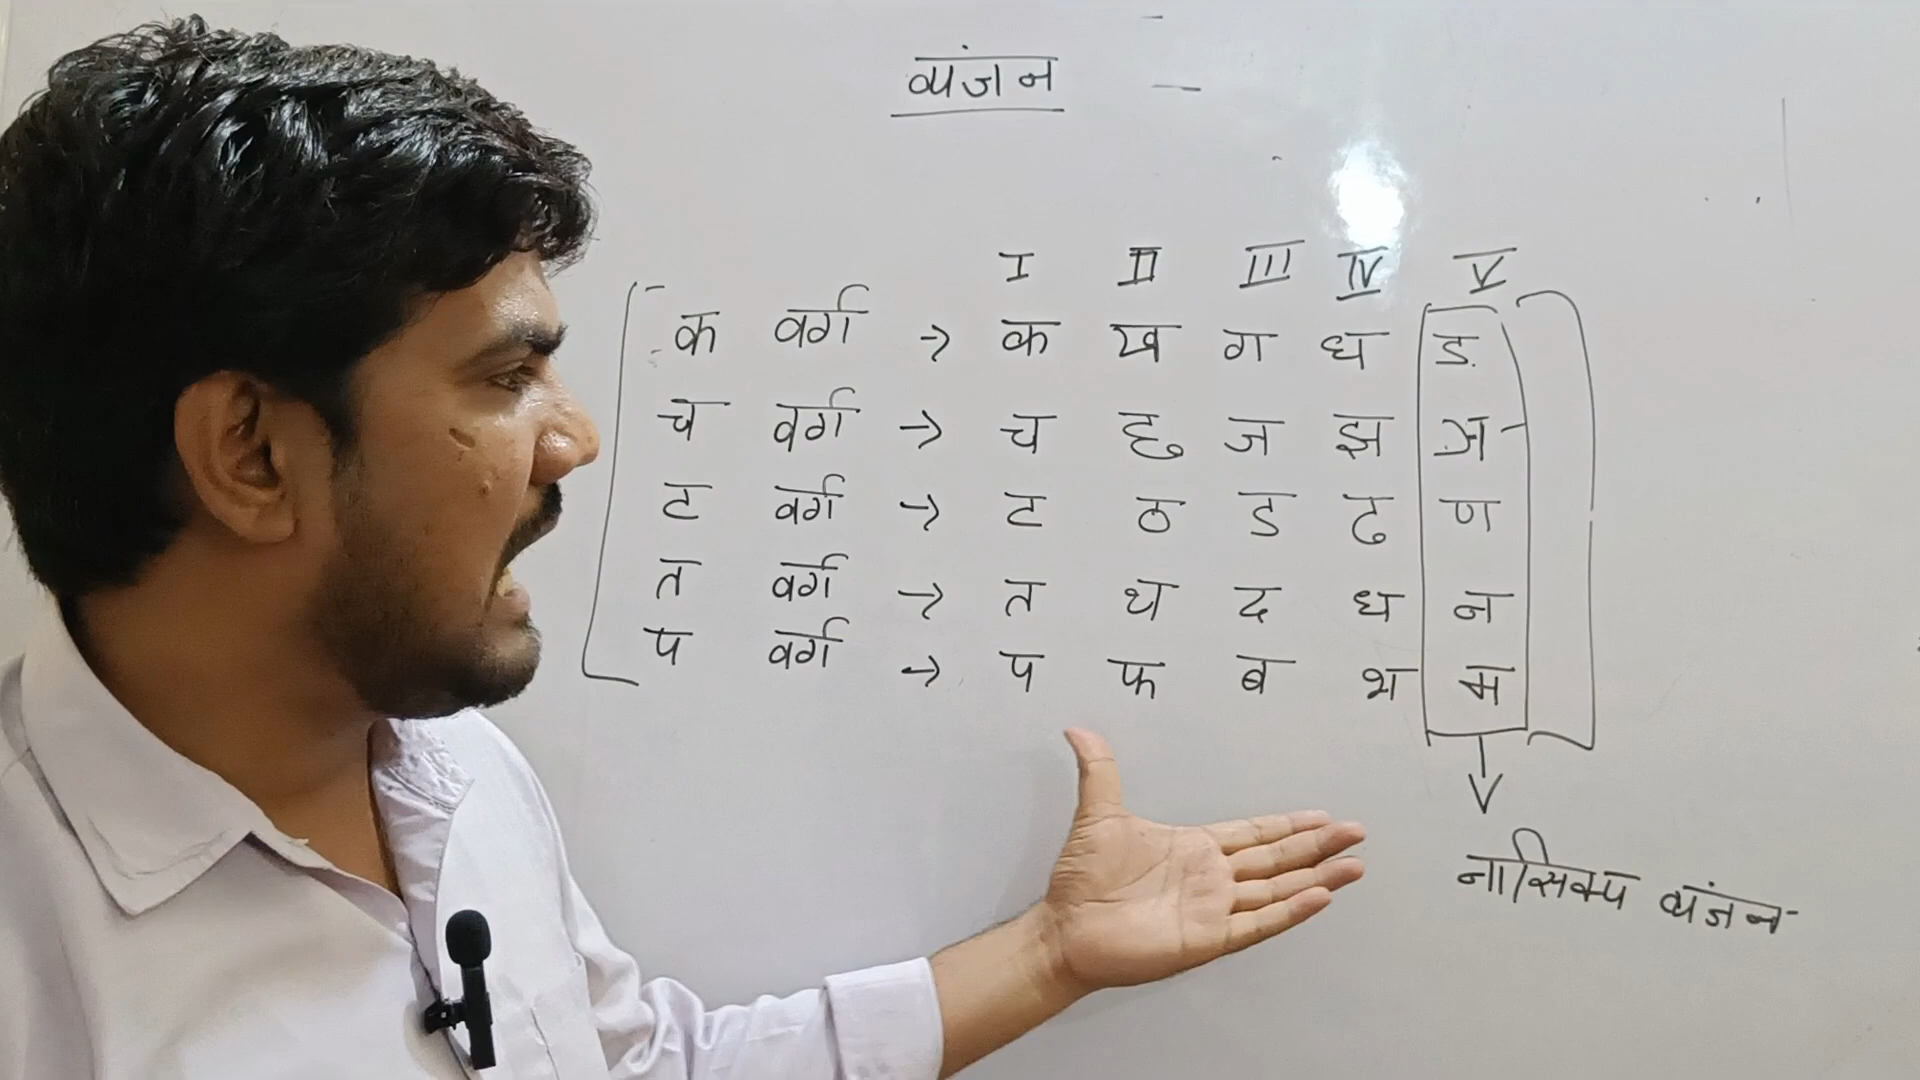 व्यंजन
I II III IV V
क वर्ग → क ख ग घ ङ
च वर्ग → च छ ज झ ञ
ट वर्ग → ट ठ ड ढ ण
त वर्ग → त थ द ध न
प वर्ग → प फ ब भ म
नासिक्य व्यंजन